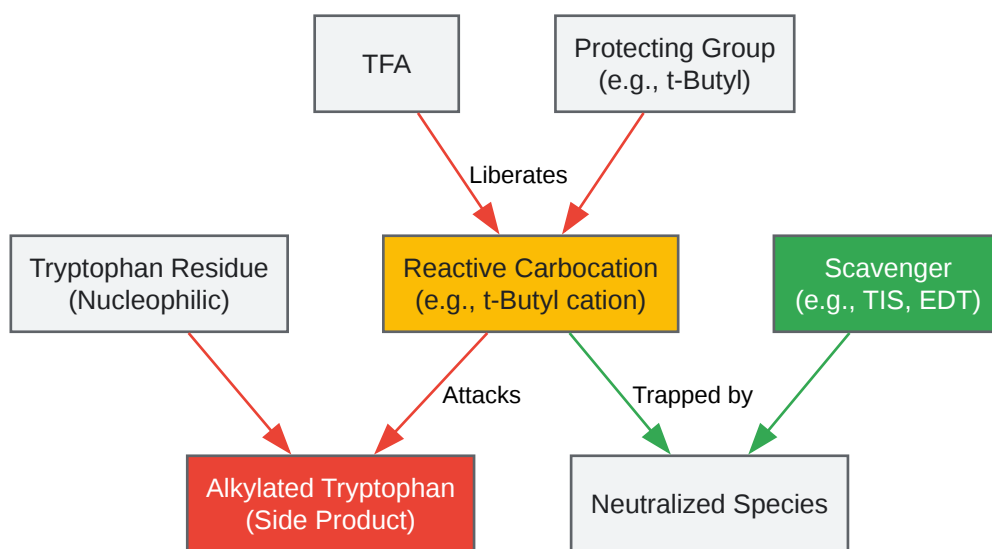 TFA
Protecting Group
(e.g., t-Butyl)
Liberates
Tryptophan Residue
(Nucleophilic)
Reactive Carbocation
(e.g., t-Butyl cation)
Scavenger
(e.g., TIS, EDT)
Attacks
Trapped by
Alkylated Tryptophan
(Side Product)
Neutralized Species